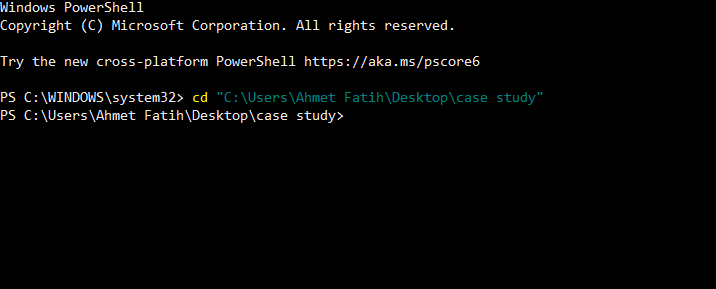 Windows PowerShell
Copyright (C) Microsoft Corporation. All rights reserved.
Try the new cross-platform PowerShell https://aka.ms/pscore6
PS C:\WINDOWS\system32> cd "C:\Users\Ahmet Fatih\Desktop\case study"
PS C:\Users\Ahmet Fatih\Desktop\case study>